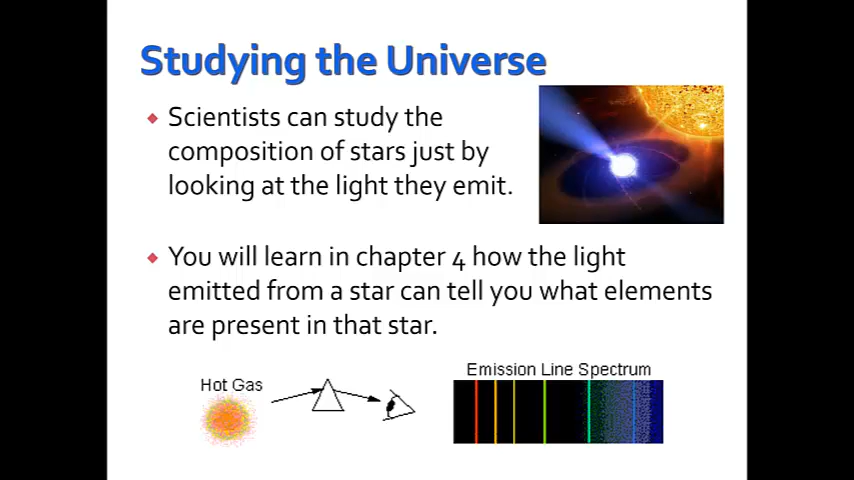 Studying the Universe
Scientists can study the
composition of stars just by
looking at the light they emit.
You will learn in chapter 4 how the light
emitted from a star can tell you what elements
are present in that star.
Hot Gas
Emission Line Spectrum